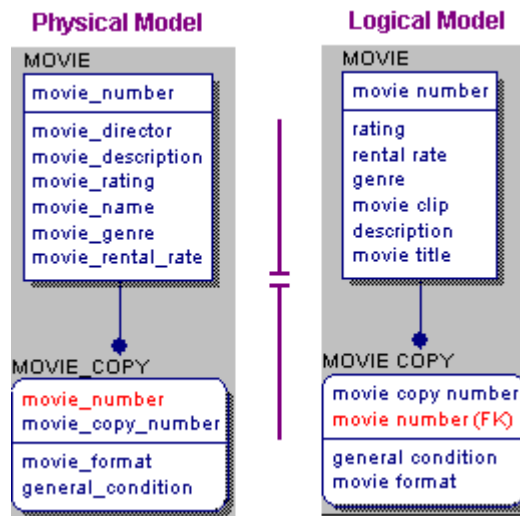 Physical Model
MOVIE
movie_number
movie_director
movie_description
movie_rating
movie_name
movie_genre
movie_rental_rate
MOVIE_COPY
movie_number
movie_copy_number
movie_format
general_condition
Logical Model
MOVIE
movie number
rating
rental rate
genre
movie clip
description
movie title
MOVIE COPY
movie copy number
movie number (FK)
general condition
movie format